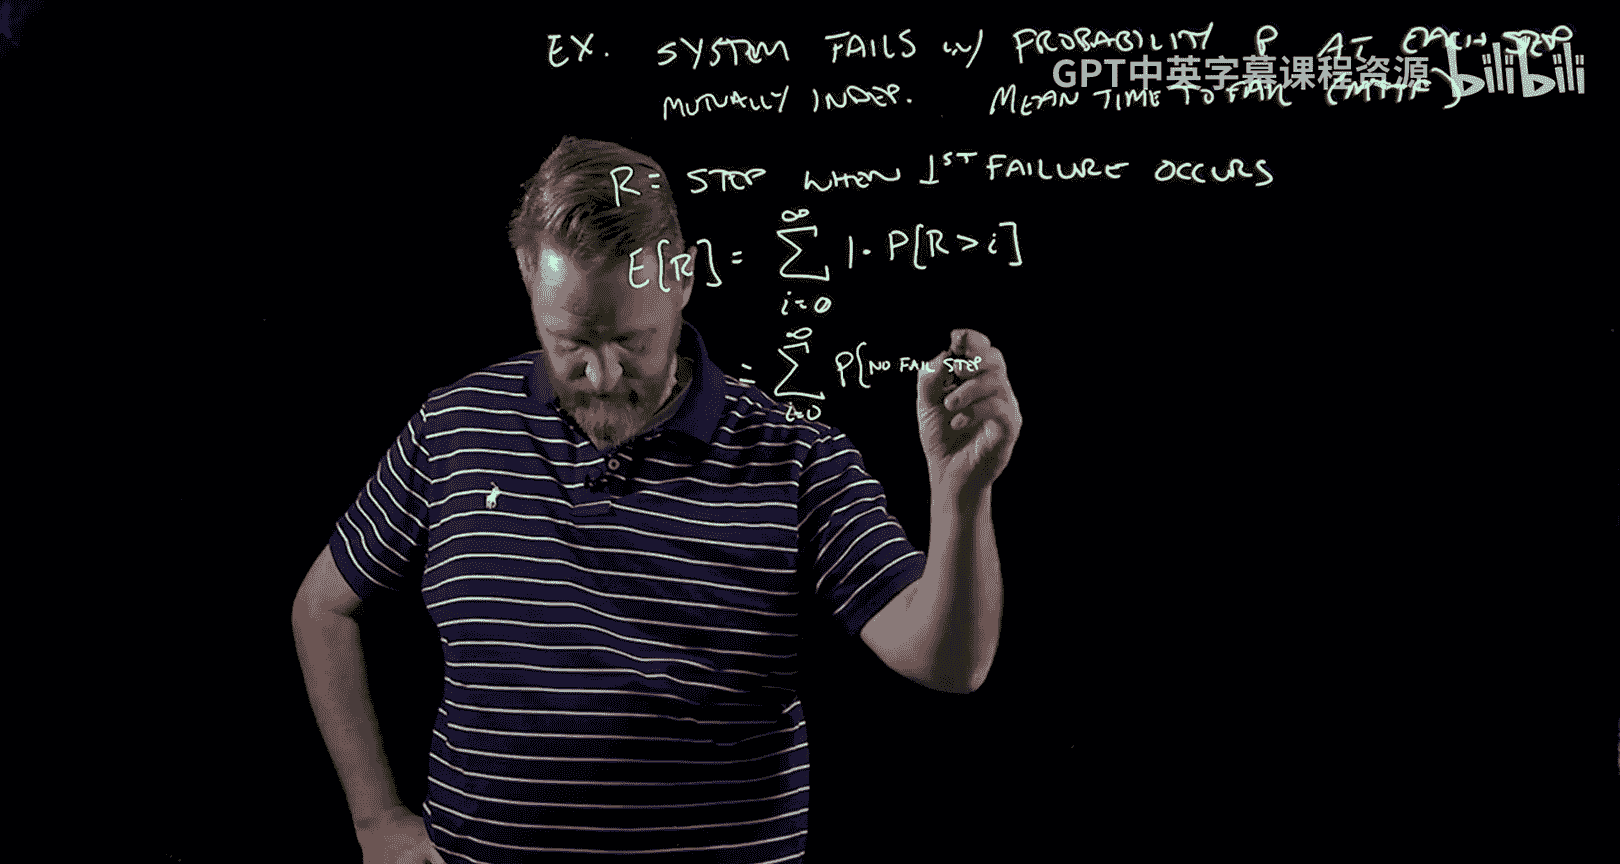 EX. SYSTEM FAILS w/ PROBABILITY P AT EACH STEP
GPT中英字幕课程资源 bilibili
MUTUALLY INDEP. MEAN TIME TO FAIL (MTTF)
R = STEP WHEN 1ST FAILURE OCCURS
E[R] = ∞ ∑ i=0 1 · P[R > i]
= ∞ ∑ i=0 P[NO FAIL STEP